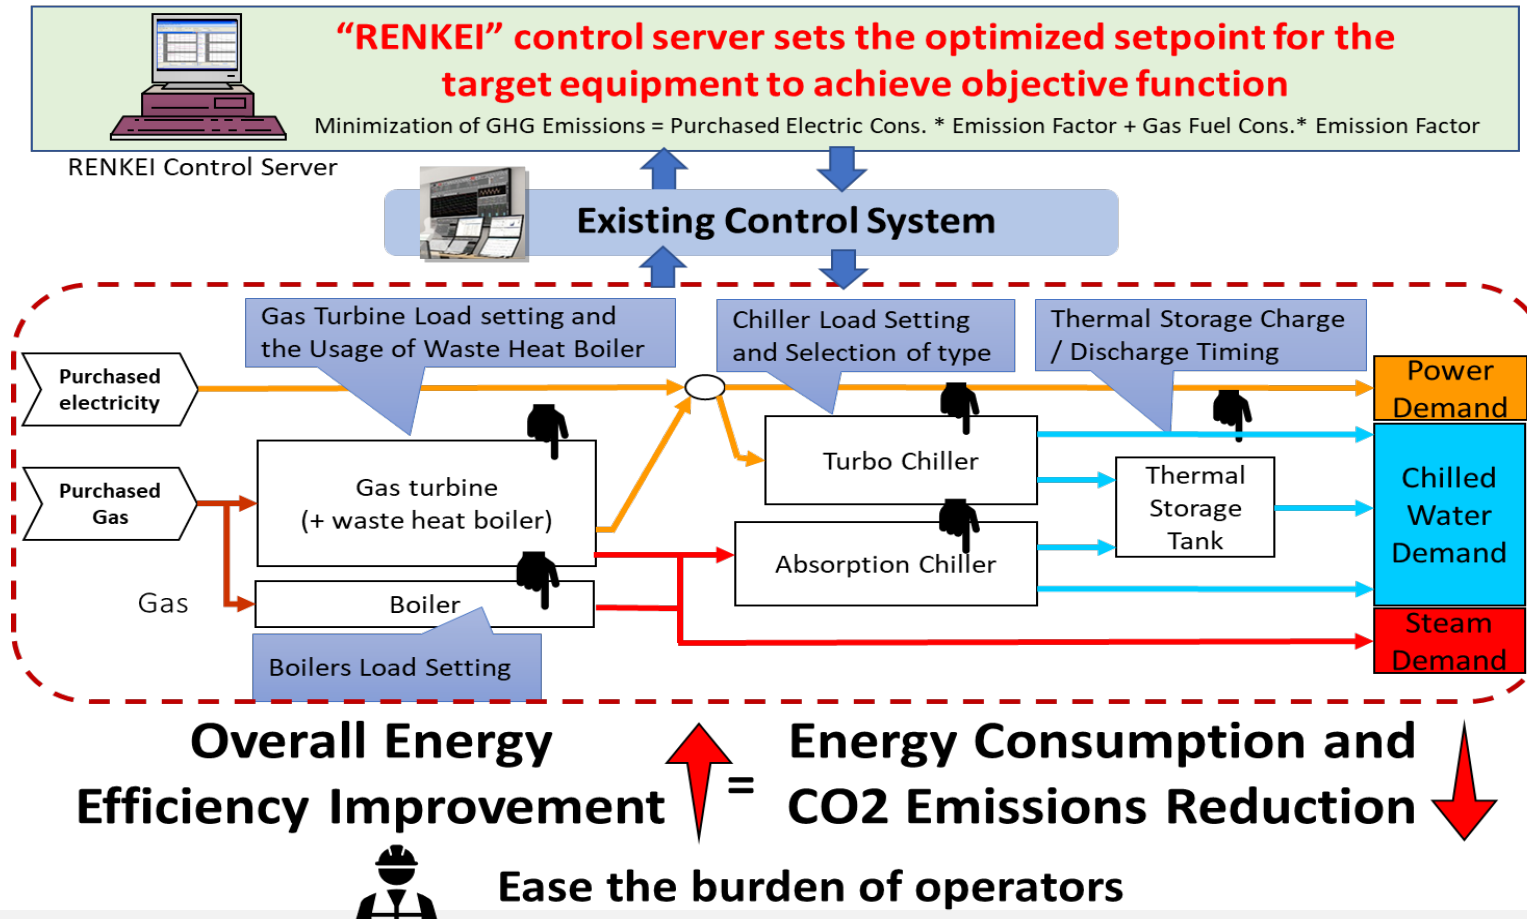 “RENKEI” control server sets the optimized setpoint for the
target equipment to achieve objective function
Minimization of GHG Emissions = Purchased Electric Cons. * Emission Factor + Gas Fuel Cons.* Emission Factor
RENKEI Control Server
Existing Control System
Gas Turbine Load setting and
the Usage of Waste Heat Boiler
Chiller Load Setting
and Selection of type
Thermal Storage Charge
/ Discharge Timing
Purchased
electricity
Power
Demand
Purchased
Gas
Gas turbine
(+ waste heat boiler)
Turbo Chiller
Thermal
Storage
Tank
Chilled
Water
Demand
Absorption Chiller
Gas
Boiler
Steam
Demand
Boilers Load Setting
Overall Energy
Efficiency Improvement
=
Energy Consumption and
CO2 Emissions Reduction
Ease the burden of operators